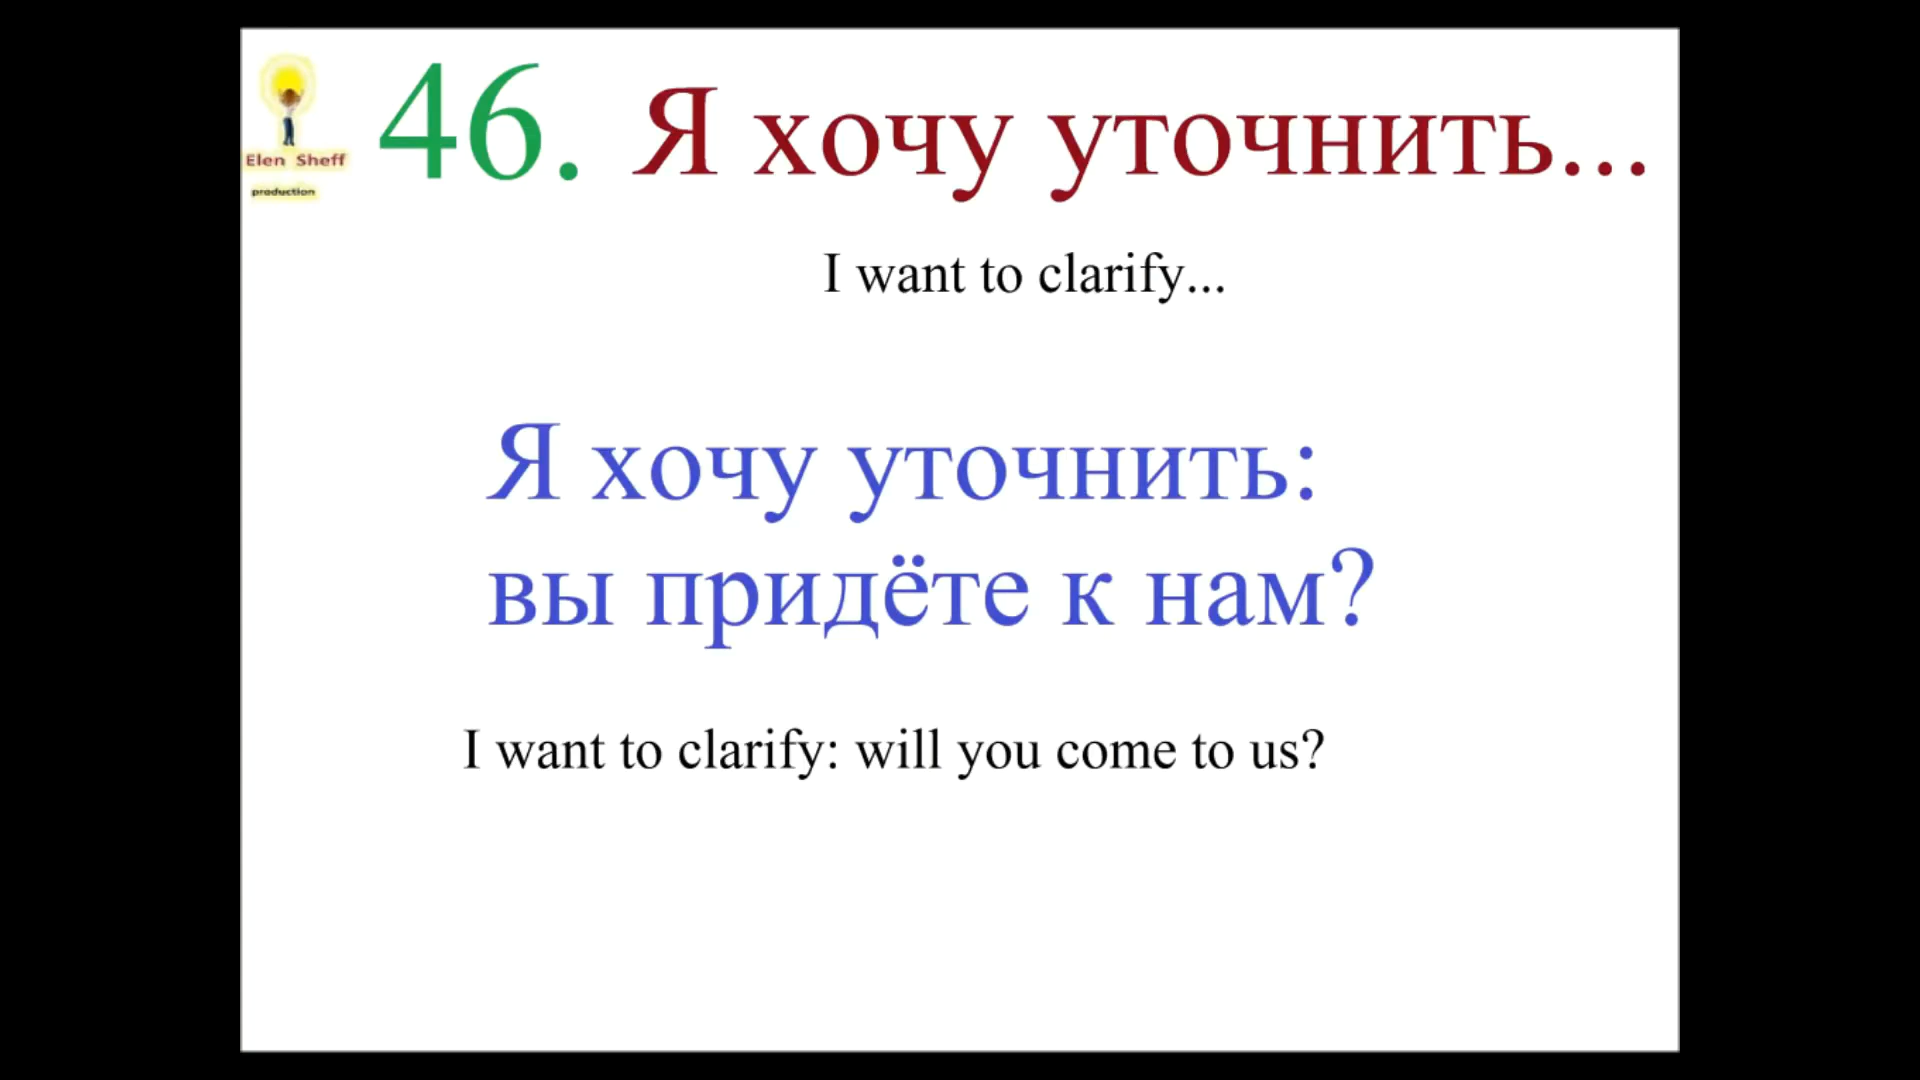 Elen Sheff
production
46. Я хочу уточнить...
I want to clarify...
Я хочу уточнить:
вы придёте к нам?
I want to clarify: will you come to us?